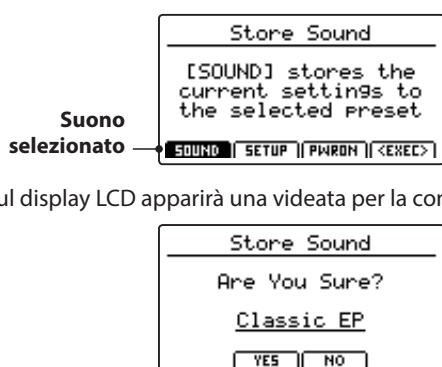 Store Sound
[SOUND] stores the
current settings to
the selected preset
Suono
selezionato
SOUND SETUP PWRON <EXEC>
ul display LCD apparirà una videata per la con
Store Sound
Are You Sure?
Classic EP
YES NO